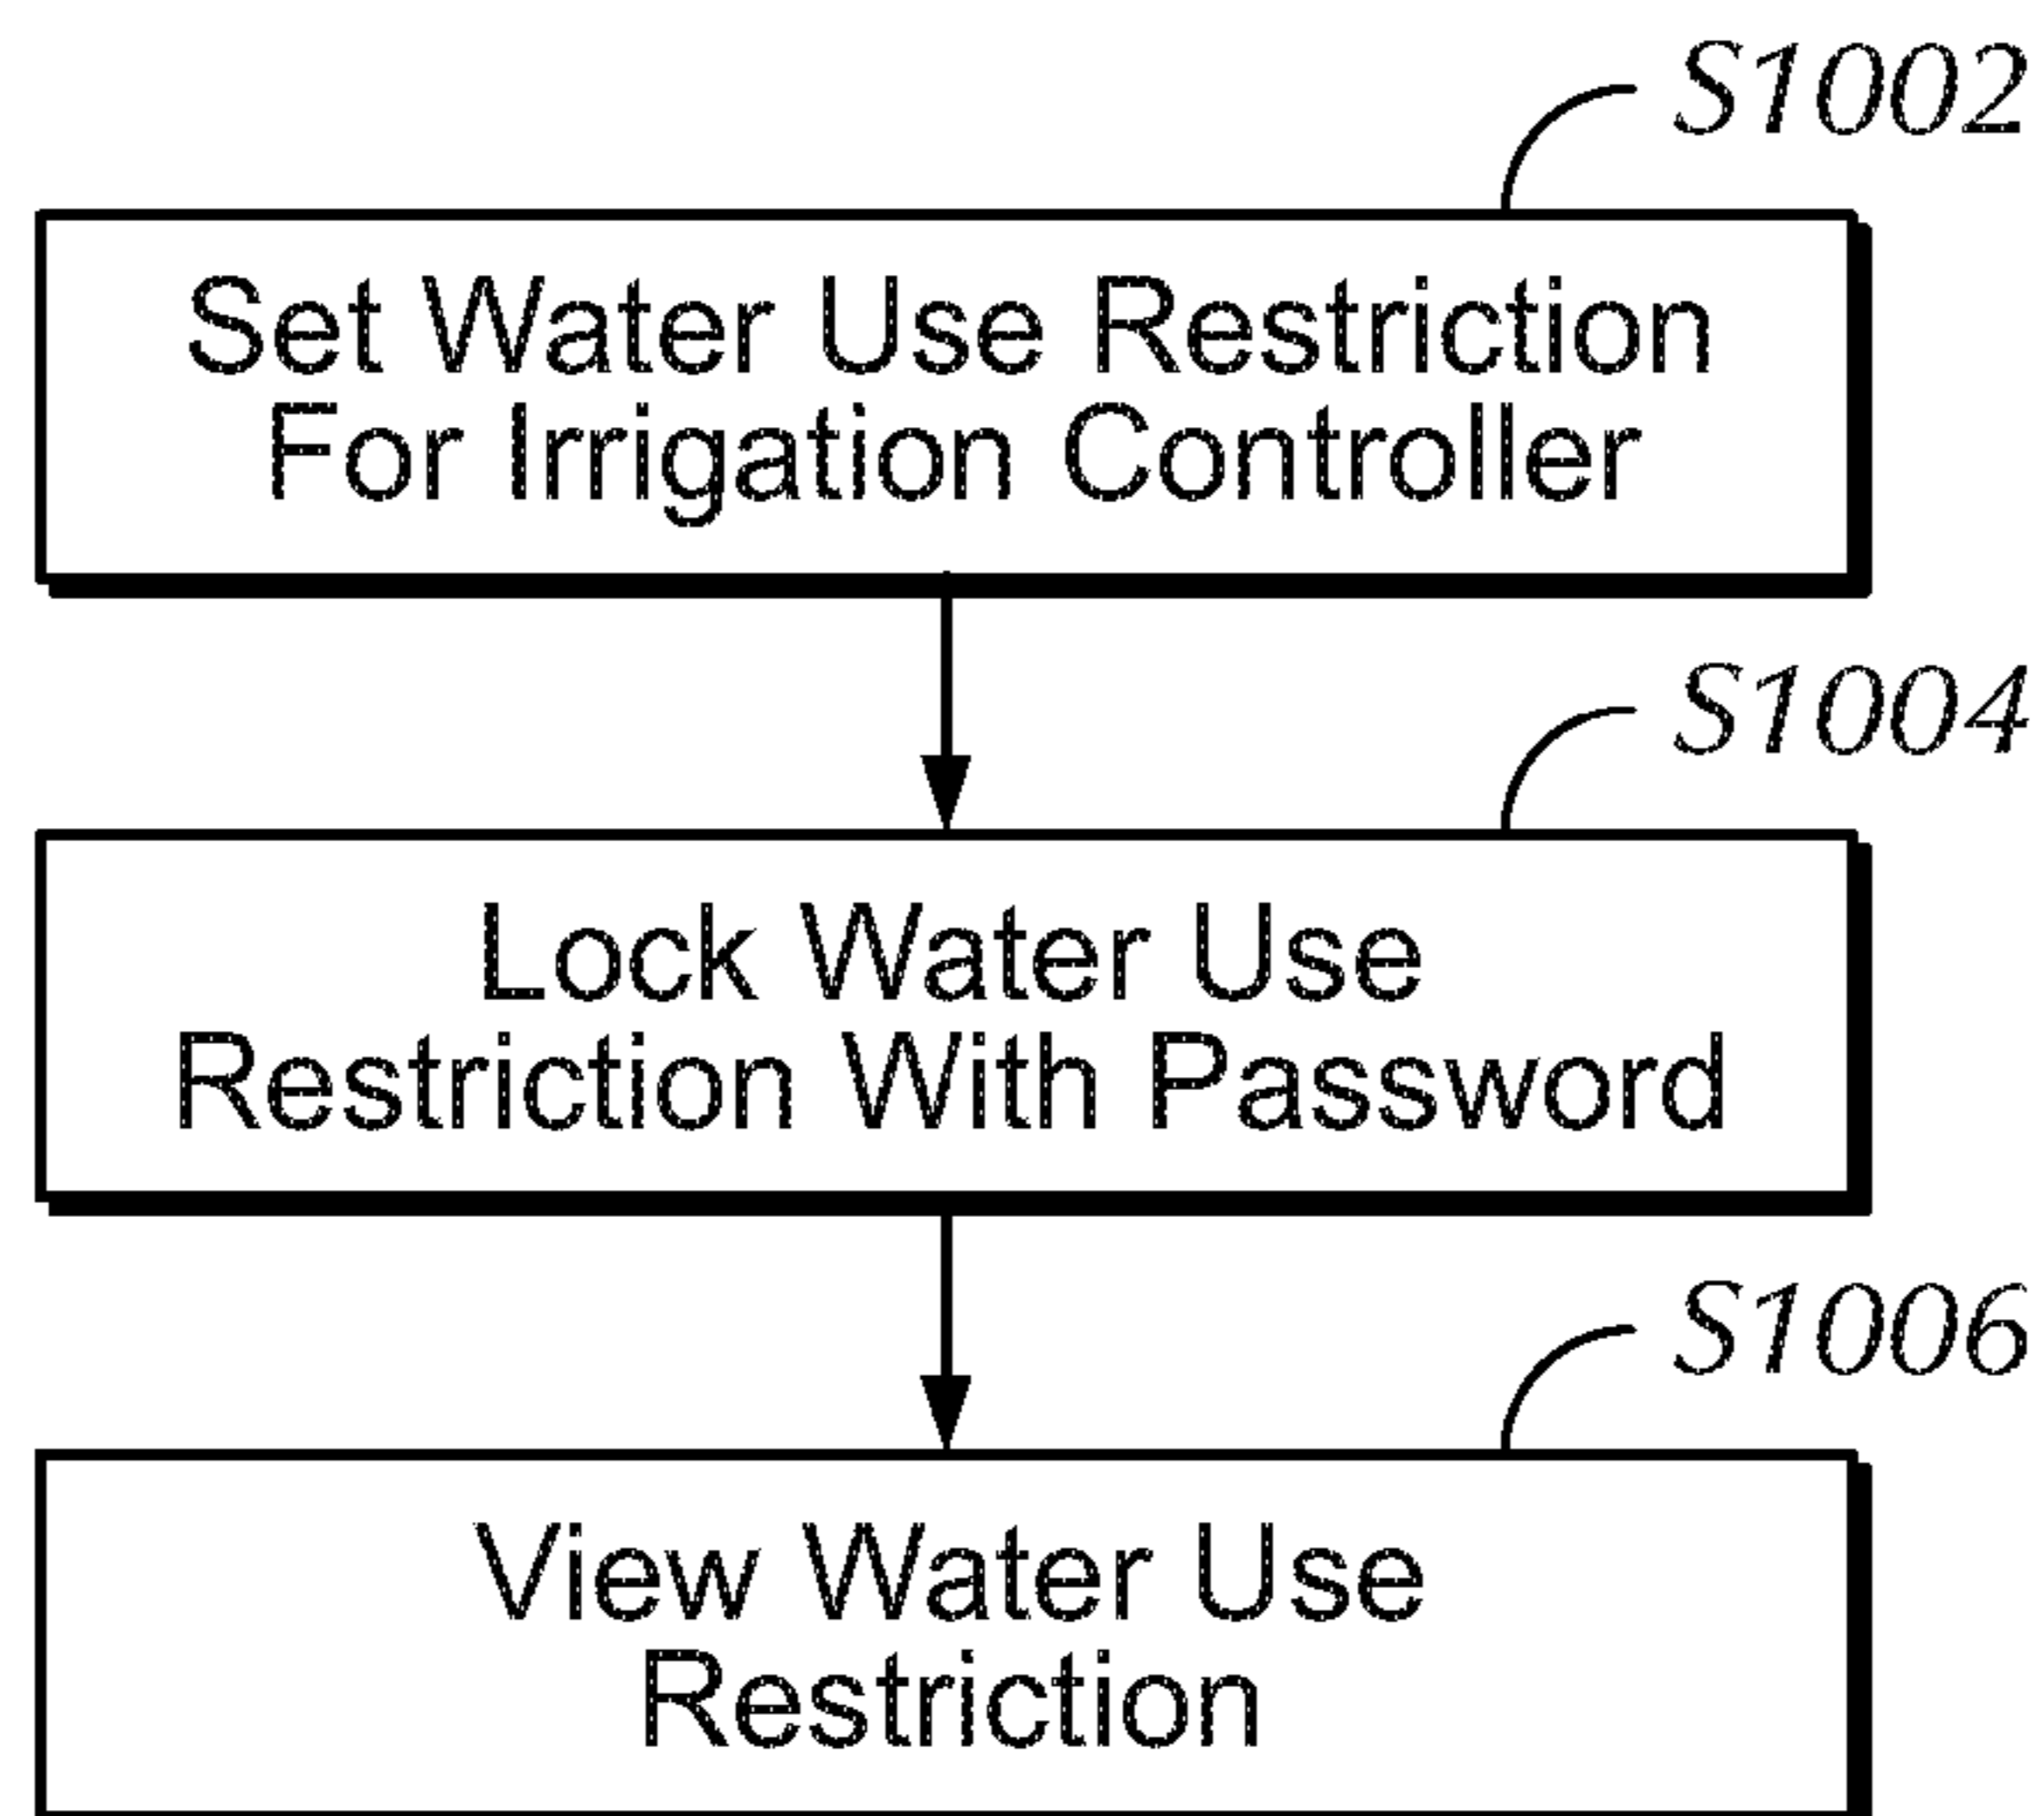 S1002
Set Water Use Restriction
For Irrigation Controller
S1004
Lock Water Use
Restriction With Password
S1006
View Water Use
Restriction